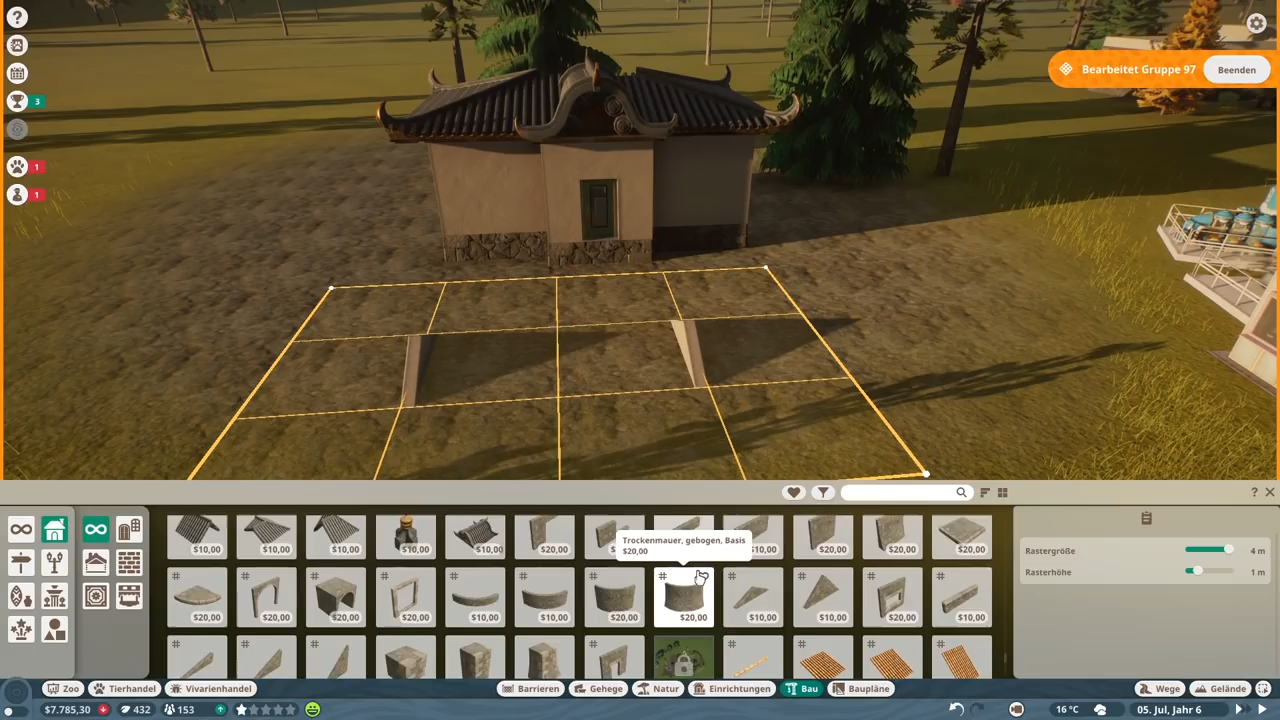 ?
3
1
1
Bearbeitet Gruppe 97
Beenden
? ×
$10,00
$10,00
$10,00
$10,00
$10,00
$20,00
$10,00
$20,00
$20,00
$20,00
Trockenmauer, gebogen, Basis
$20,00
$20,00
$20,00
$20,00
$20,00
$10,00
$10,00
$20,00
$20,00
$10,00
$20,00
$20,00
$10,00
Rastergröße
4 m
Rasterhöhe
1 m
Zoo
Tierhandel
Vivarienhandel
Barrieren
Gehege
Natur
Einrichtungen
Bau
Baupläne
Wege
Gelände
$7.785,30
432
153
16 °C
05. Jul, Jahr 6